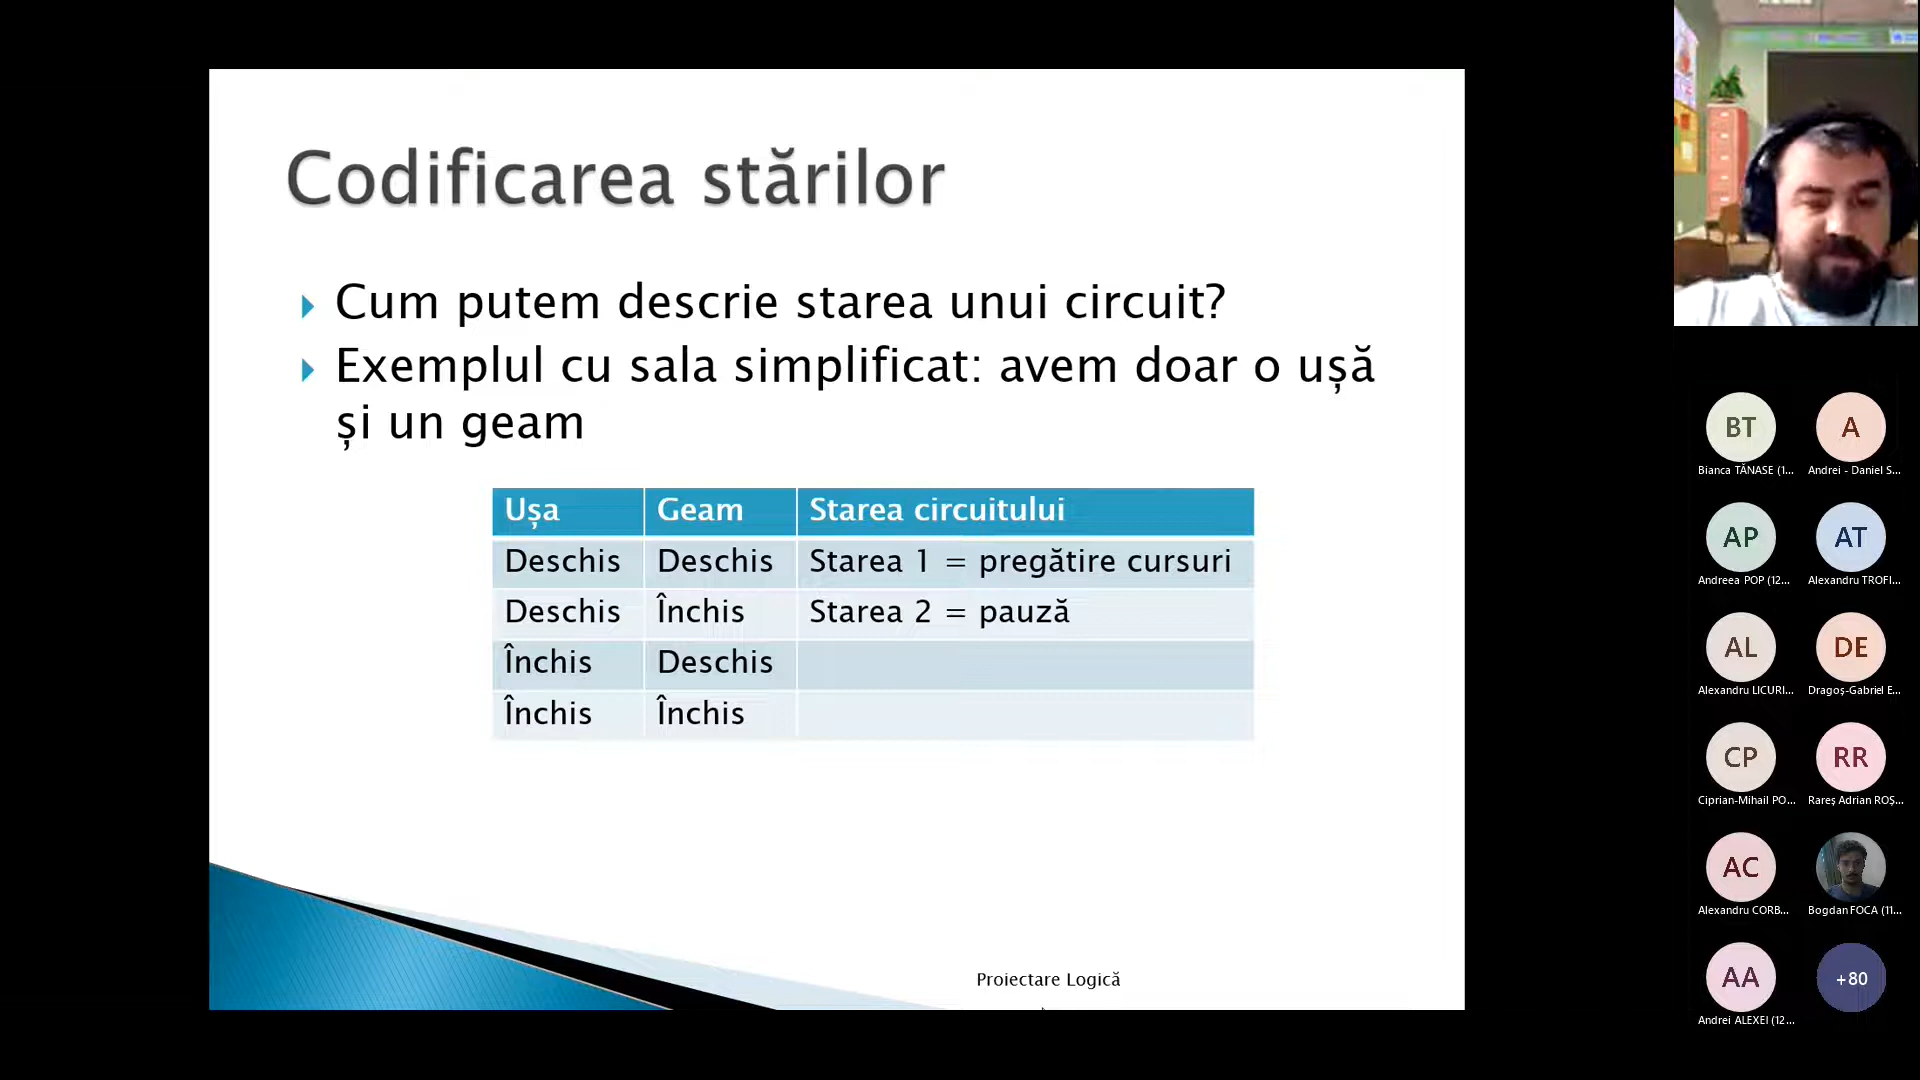 Codificarea stărilor
Cum putem descrie starea unui circuit?
Exemplul cu sala simplificat: avem doar o ușă
și un geam
Ușa Geam Starea circuitului
Deschis Deschis Starea 1 = pregătire cursuri
Deschis Închis Starea 2 = pauză
Închis Deschis
Închis Închis
Proiectare Logică
BT A
Bianca TĂNASE (1... Andrei - Daniel S...
AP AT
Andreea POP (12... Alexandru TROFI...
AL DE
Alexandru LICURI... Dragoș-Gabriel E...
CP RR
Ciprian-Mihail PO... Rareș Adrian ROȘ...
AC
Alexandru CORB... Bogdan FOCA (11...
AA +80
Andrei ALEXEI (12...